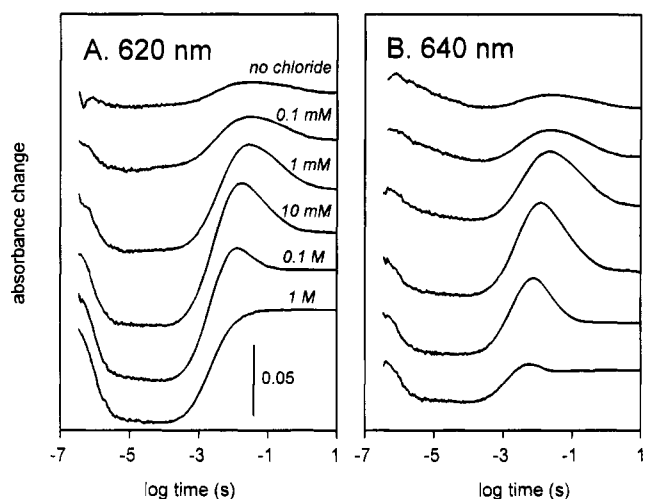 A. 620 nm
B. 640 nm
no chloride
0.1 mM
1 mM
10 mM
0.1 M
1 M
0.05
absorbance change
-7 -5 -3 -1 1
-7 -5 -3 -1 1
log time (s)
log time (s)